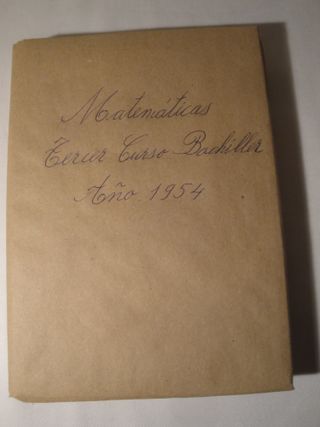 Matemáticas
Tercer Curso Bachiller
Año 1954